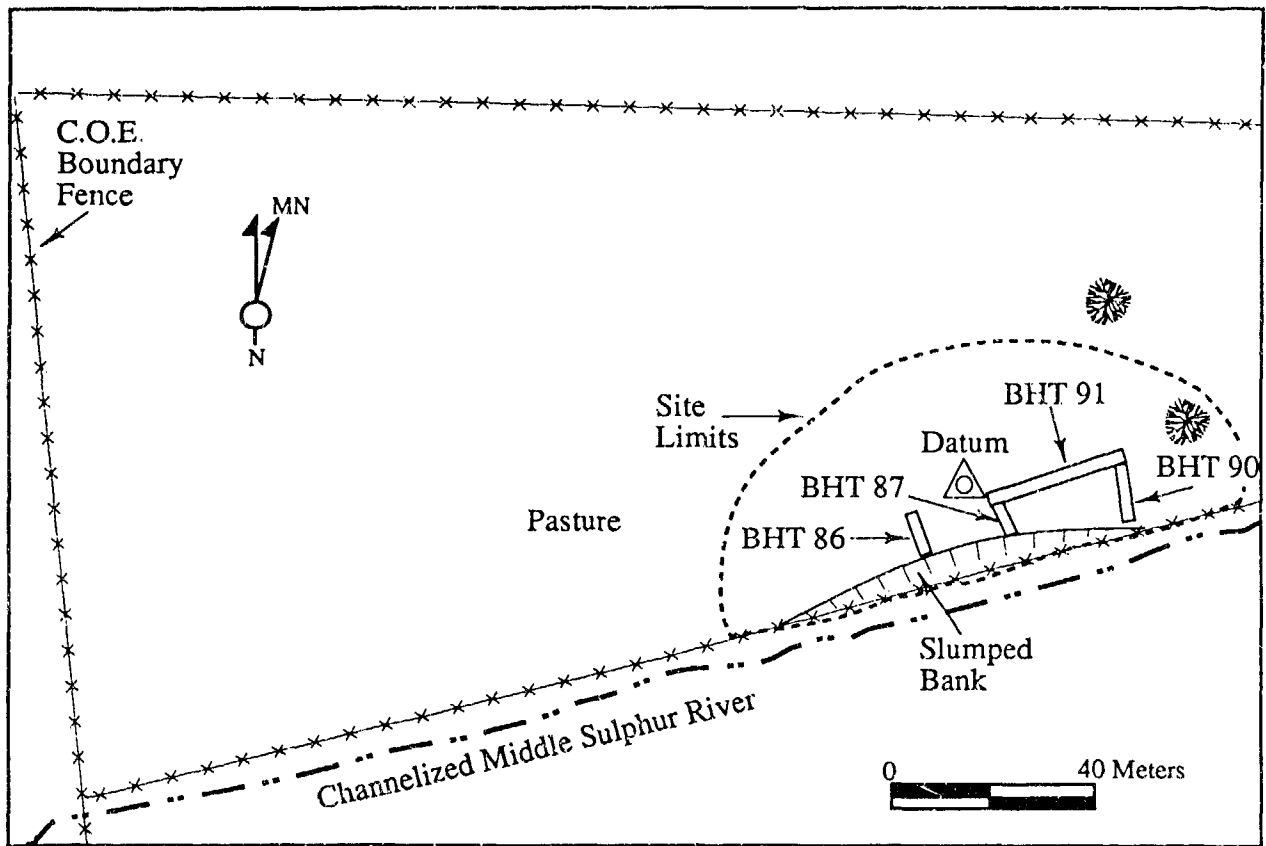 C.O.E.
Boundary
Fence
MN
N
Site
Limits
BHT 91
Datum
BHT 90
BHT 87
Pasture
BHT 86
Slumped
Bank
Channelized Middle Sulphur River
0 40 Meters